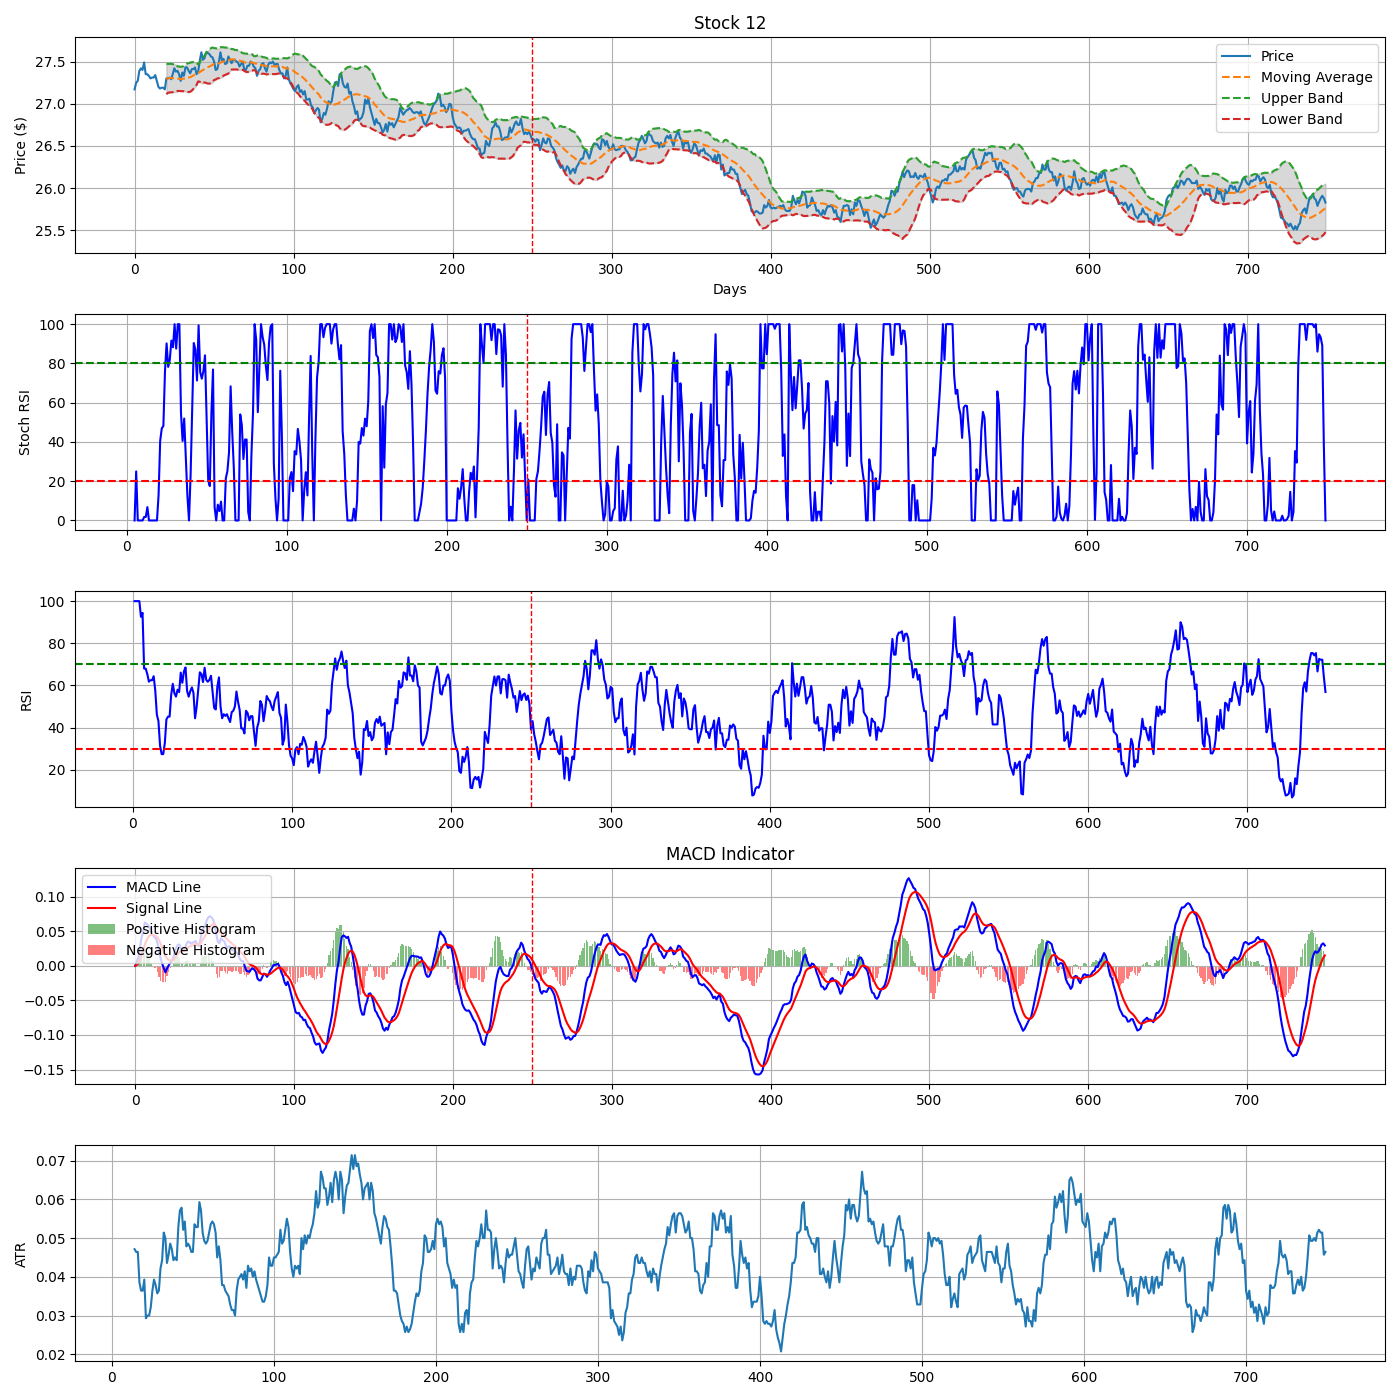 Stock 12
Price ($)
27.5
27.0
26.5
26.0
25.5
Price
Moving Average
Upper Band
Lower Band
0 100 200 300 400 500 600 700
Days
Stoch RSI
100
80
60
40
20
0
0 100 200 300 400 500 600 700
RSI
100
80
60
40
20
0 100 200 300 400 500 600 700
MACD Indicator
0.10
0.05
0.00
−0.05
−0.10
−0.15
MACD Line
Signal Line
Positive Histogram
Negative Histogram
0 100 200 300 400 500 600 700
ATR
0.07
0.06
0.05
0.04
0.03
0.02
0 100 200 300 400 500 600 700